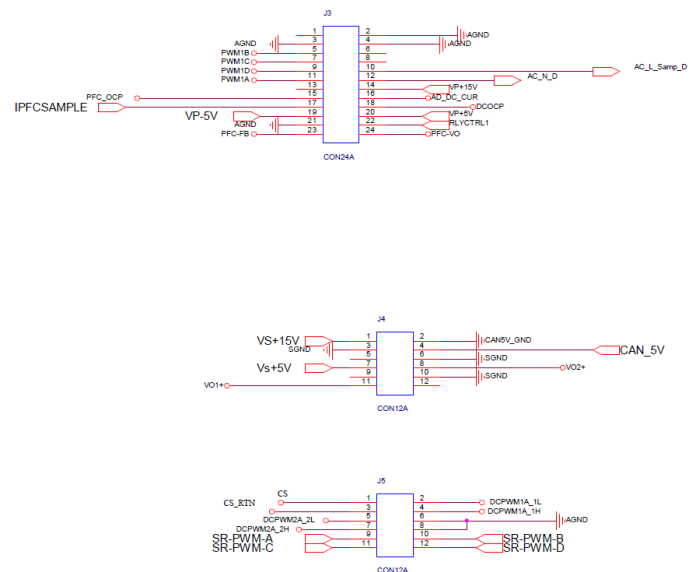 J3
1 2 AGND
AGND 3 4 AGND
PWM1B 5 6
PWM1C 7 8
PWM1D 9 10 AC_L_Samp_D
PWM1A 11 12 AC_N_D
13 14 VP+15V
PFC_OCP 15 16 AD_DC_CUR
IPFCSAMPLE 17 18 DCOCP
VP-5V 19 20 VP+5V
AGND 21 22 RLYCTRL1
PFC-FB 23 24 PFC-VO
CON24A
J4
VS+15V 1 2 CAN5V_GND
SGND 3 4 CAN_5V
5 6 SGND
Vs+5V 7 8 VO2+
9 10 SGND
VO1+ 11 12
CON12A
J5
CS 1 2 DCPWM1A_1L
CS_RTN 3 4 DCPWM1A_1H
DCPWM2A_2L 5 6 AGND
DCPWM2A_2H 7 8
SR-PWM-A 9 10 SR-PWM-B
SR-PWM-C 11 12 SR-PWM-D
CON12A